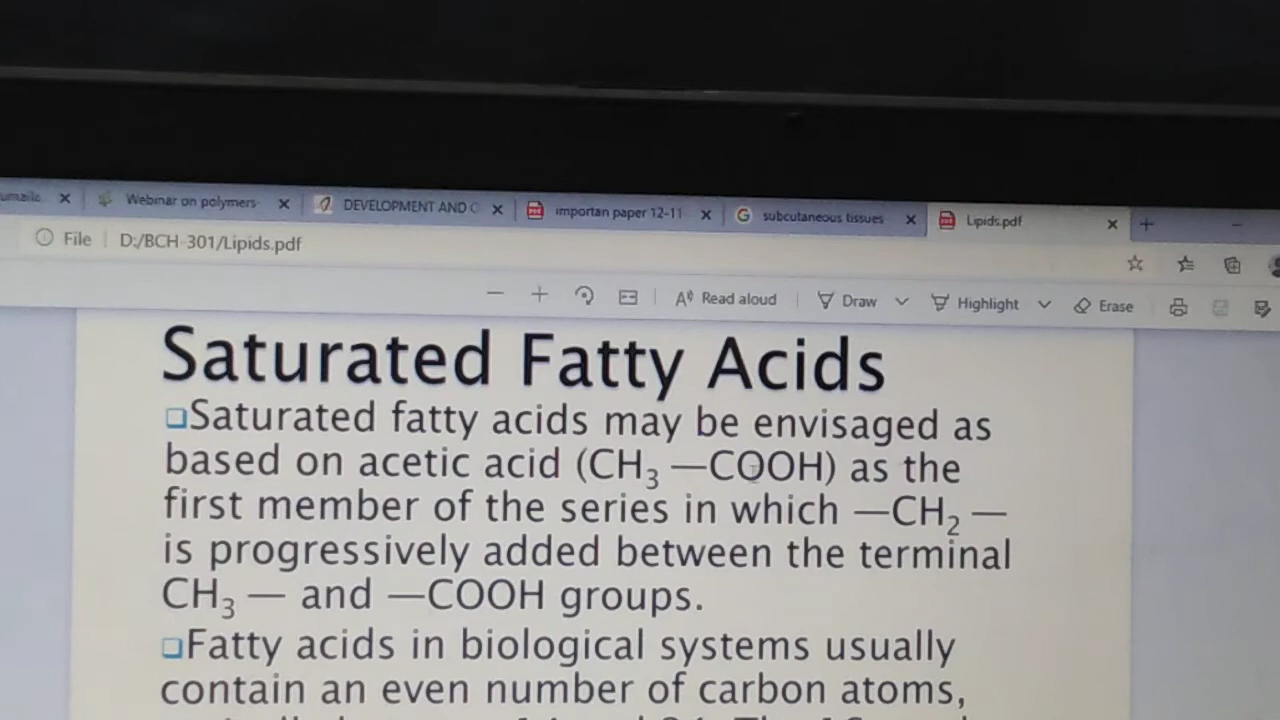 Webinar on polymers
DEVELOPMENT AND C
importan paper 12-11
subcutaneous tissues
Lipids.pdf
File D:/BCH-301/Lipids.pdf
Read aloud Draw Highlight Erase
Saturated Fatty Acids
Saturated fatty acids may be envisaged as
based on acetic acid (CH₃ —COOH) as the
first member of the series in which —CH₂ —
is progressively added between the terminal
CH₃ — and —COOH groups.
Fatty acids in biological systems usually
contain an even number of carbon atoms,